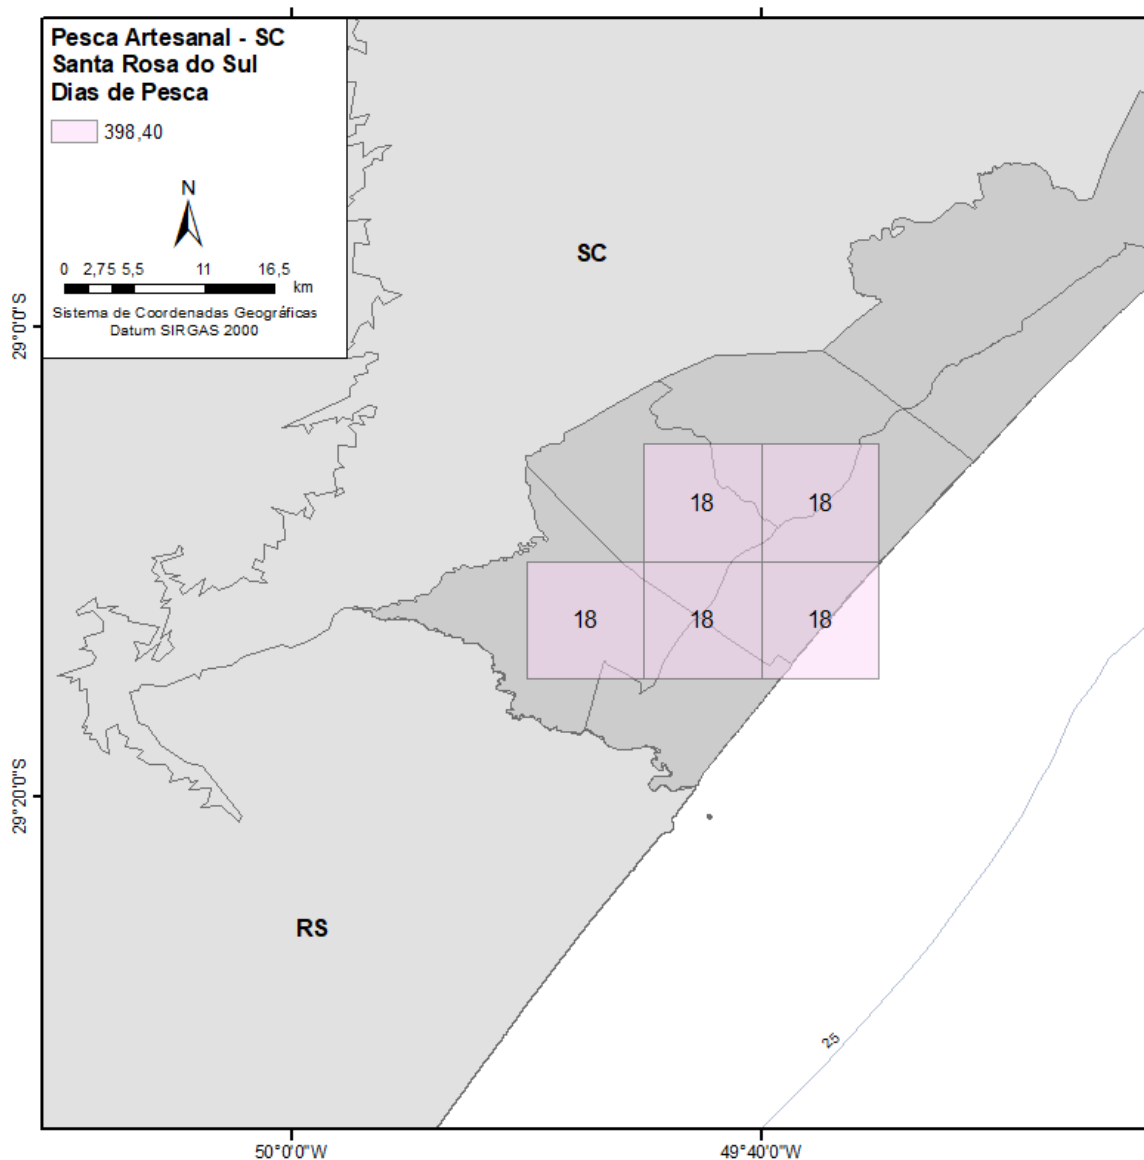 Pesca Artesanal - SC
Santa Rosa do Sul
Dias de Pesca
398,40
N
0 2,75 5,5 11 16,5
km
Sistema de Coordenadas Geográficas
Datum SIRGAS 2000
SC
29°0'0"S
18 18
18 18 18
29°20'0"S
RS
25
50°0'0"W 49°40'0"W